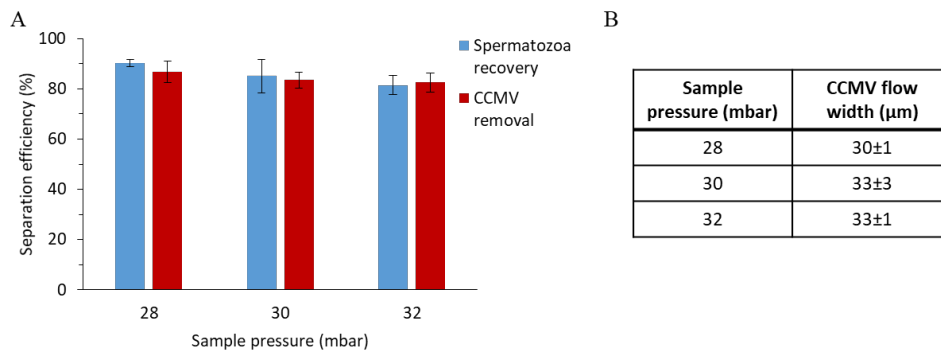 A
100
80
60
40
20
0
Separation efficiency (%)
28
30
32
Sample pressure (mbar)
Spermatozoa
recovery
CCMV
removal
B
Sample
pressure (mbar)
CCMV flow
width (µm)
28
30±1
30
33±3
32
33±1